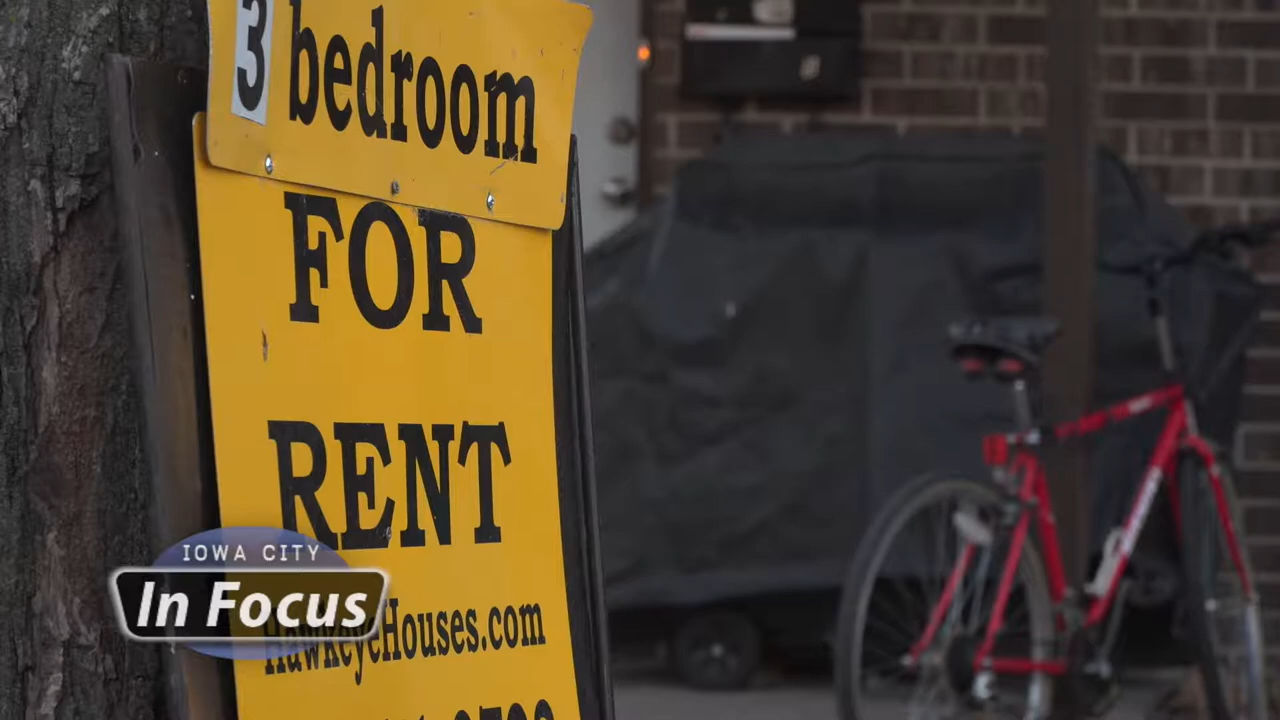 3 bedroom
FOR
RENT
IOWA CITY
In Focus
HawkeyeHouses.com